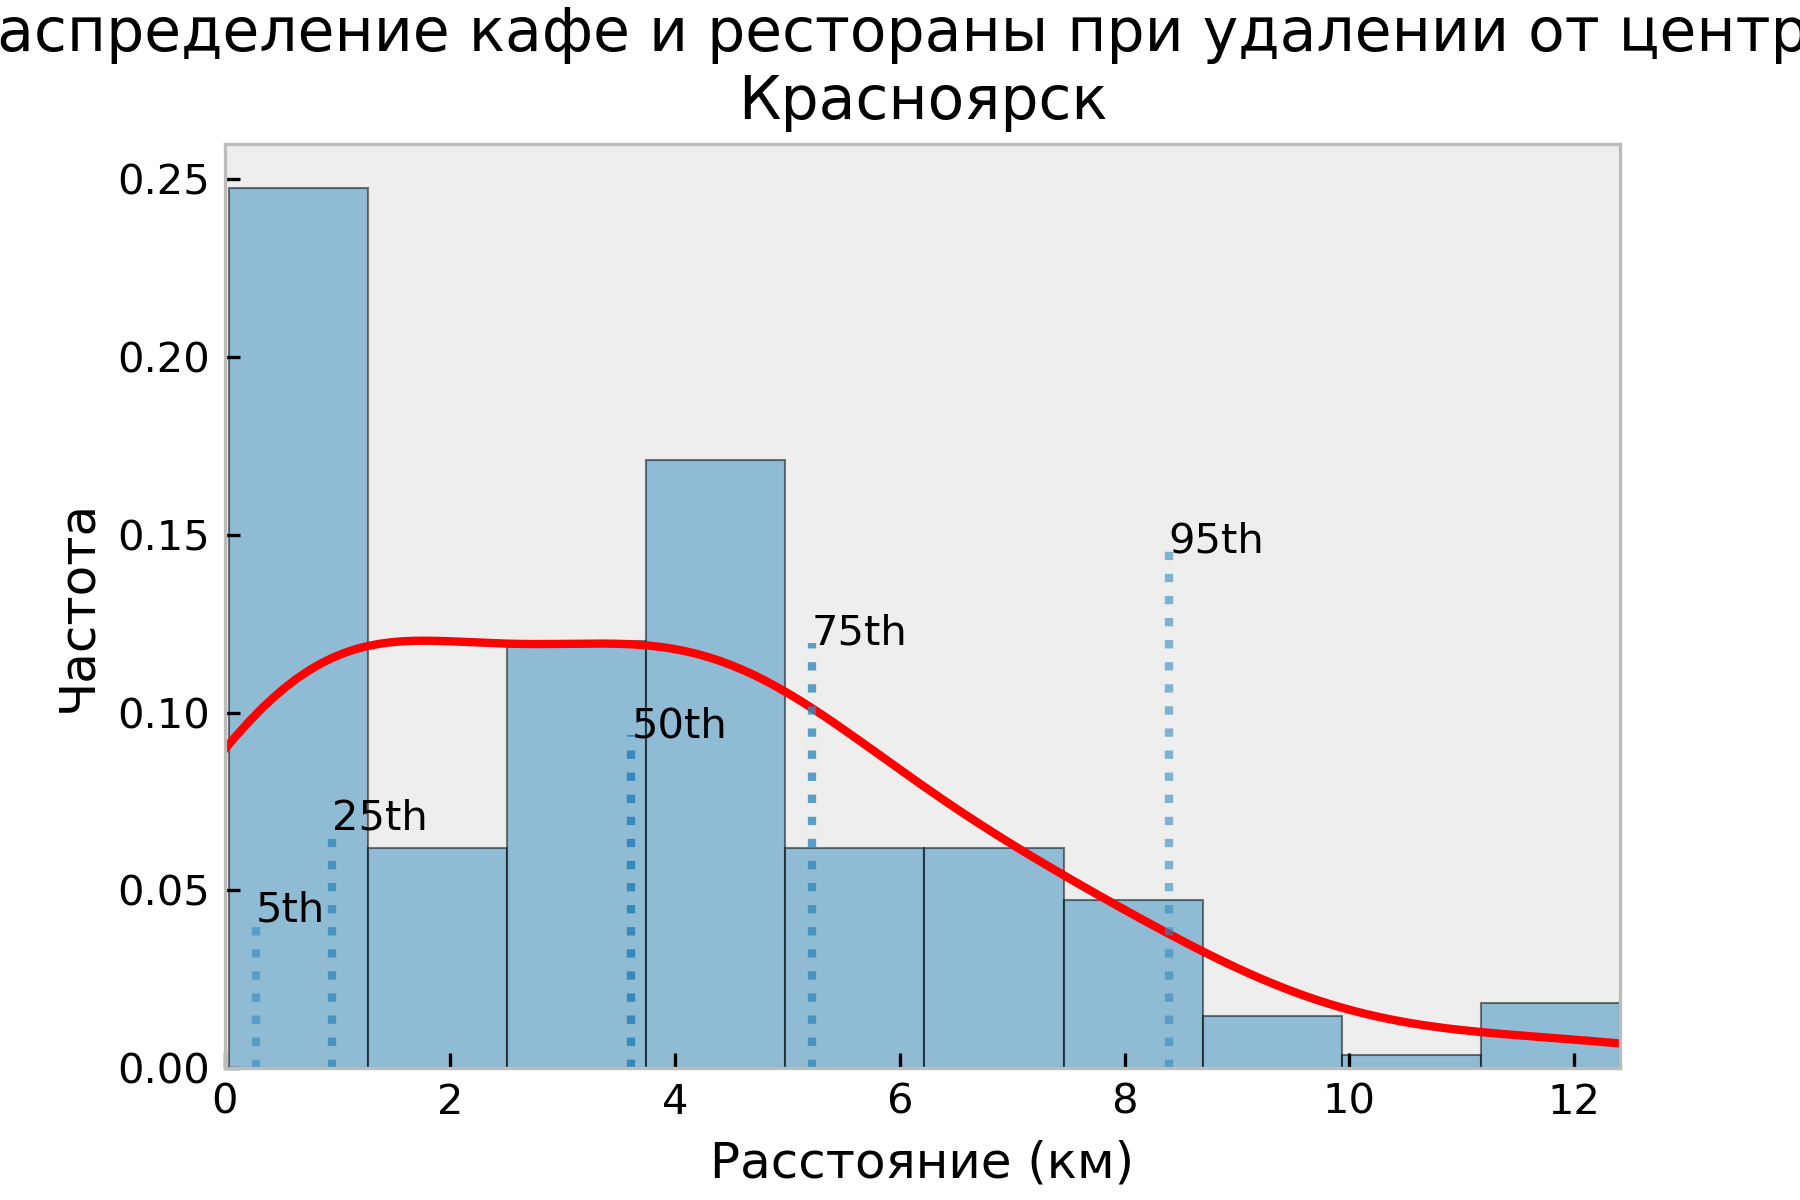 аспределение кафе и рестораны при удалении от центр
Красноярск
0.25
0.20
0.15
0.10
0.05
0.00
Частота
5th
25th
50th
75th
95th
0 2 4 6 8 10 12
Расстояние (км)